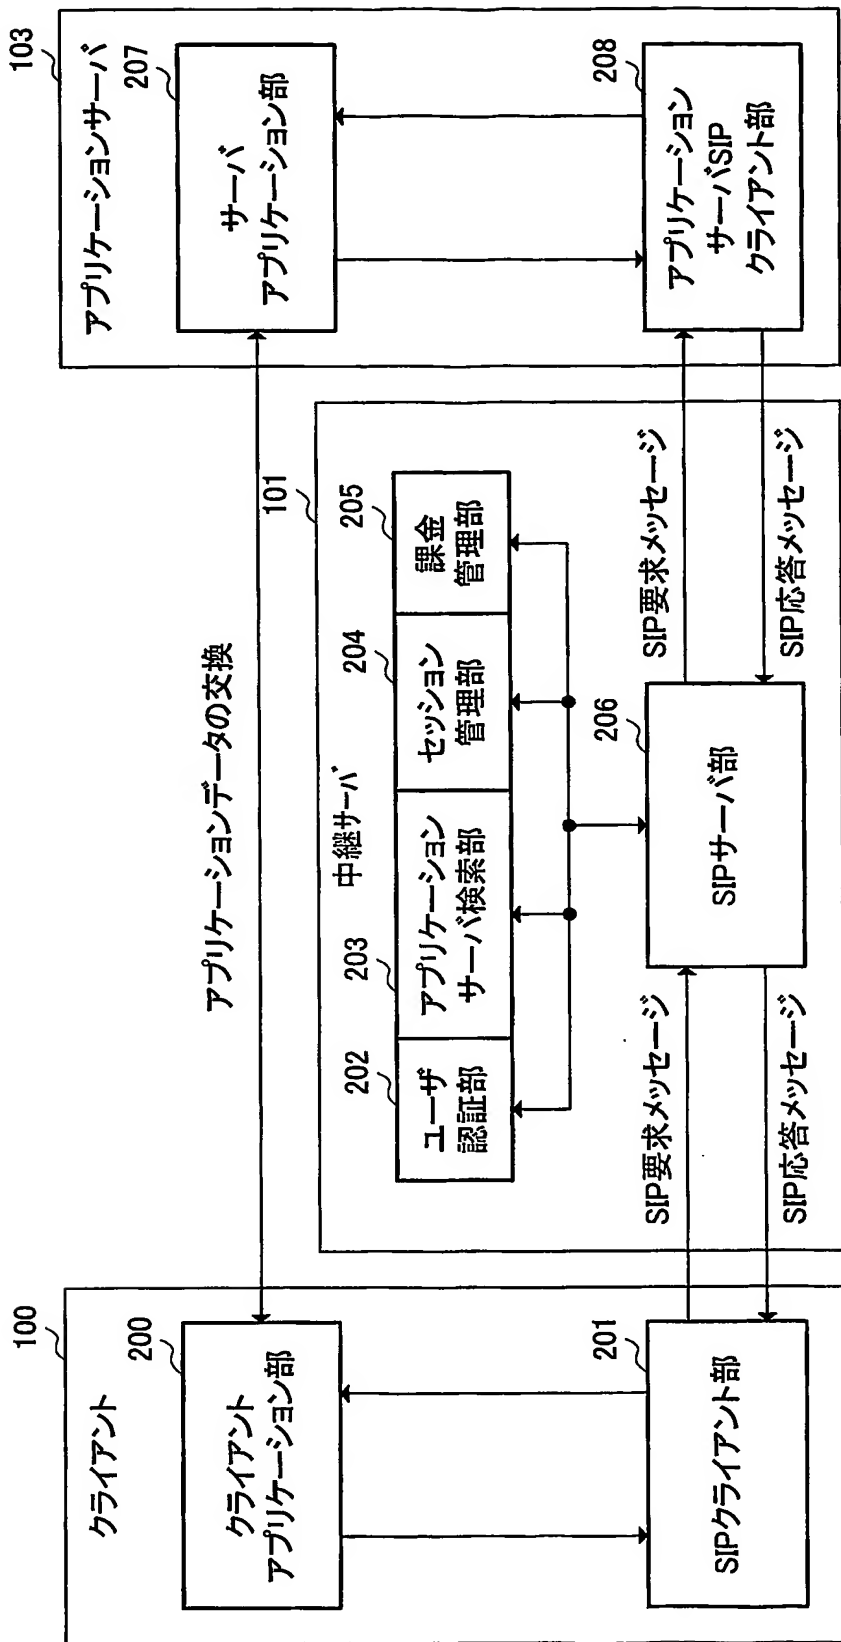 100
クライアント
200
クライアント
アプリケーション部
201
SIPクライアント部
アプリケーションデータの交換
101
中継サーバ
202
ユーザ
認証部
203
アプリケーション
サーバ検索部
204
セッション
管理部
205
課金
管理部
206
SIPサーバ部
SIP要求メッセージ
SIP応答メッセージ
SIP要求メッセージ
SIP応答メッセージ
103
アプリケーションサーバ
207
サーバ
アプリケーション部
208
アプリケーション
サーバSIP
クライアント部